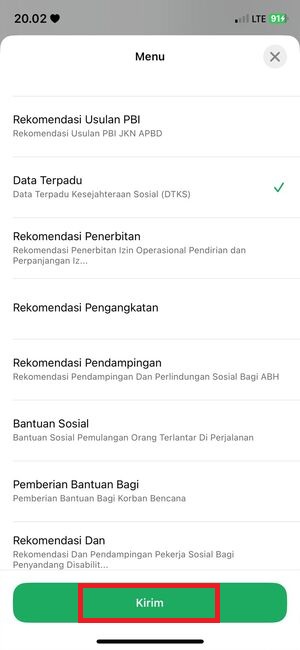 20.02
LTE 91
Menu
Rekomendasi Usulan PBI
Rekomendasi Usulan PBI JKN APBD
Data Terpadu
Data Terpadu Kesejahteraan Sosial (DTKS)
Rekomendasi Penerbitan
Rekomendasi Penerbitan Izin Operasional Pendirian dan
Perpanjangan Iz...
Rekomendasi Pengangkatan
Rekomendasi Pendampingan
Rekomendasi Pendampingan Dan Perlindungan Sosial Bagi ABH
Bantuan Sosial
Bantuan Sosial Pemulangan Orang Terlantar Di Perjalanan
Pemberian Bantuan Bagi
Pemberian Bantuan Bagi Korban Bencana
Rekomendasi Dan
Rekomendasi Dan Pendampingan Pekerja Sosial Bagi
Penyandang Disabilit...
Kirim